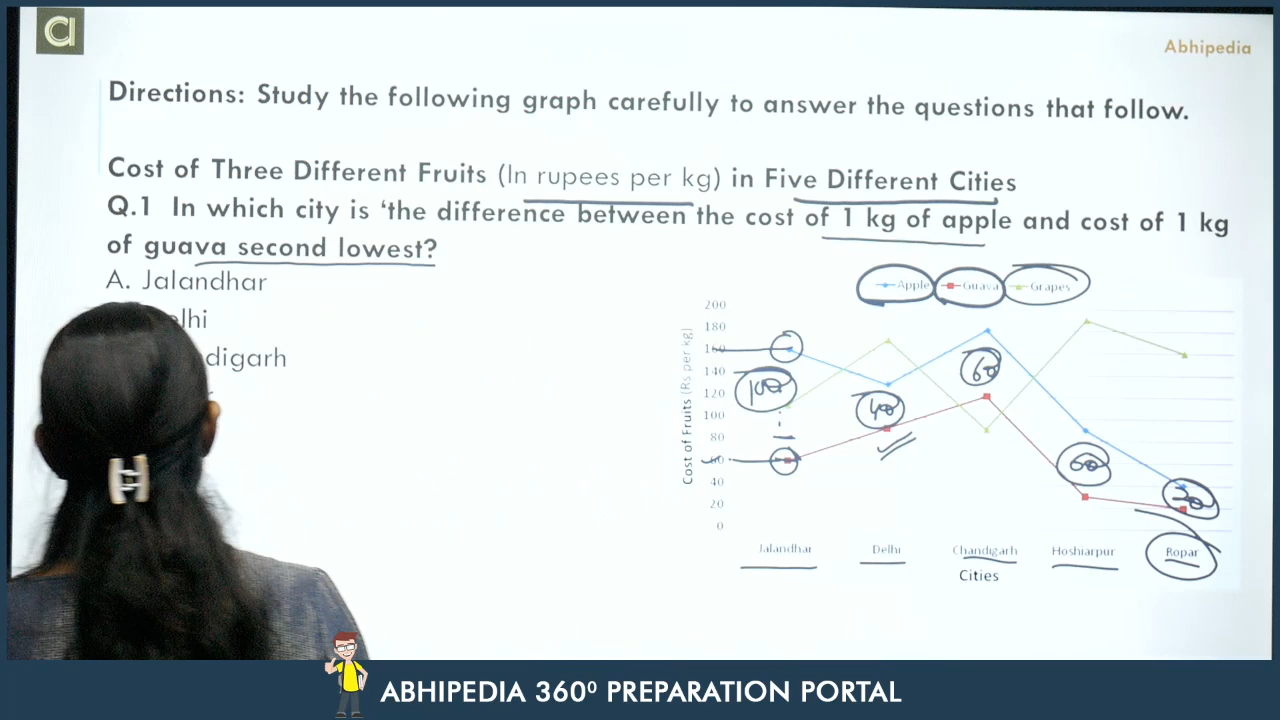 Abhipedia
Directions: Study the following graph carefully to answer the questions that follow.
Cost of Three Different Fruits (In rupees per kg) in Five Different Cities
Q.1 In which city is ‘the difference between the cost of 1 kg of apple and cost of 1 kg
of guava second lowest?
A. Jalandhar
lhi
digarh
Apple Guava Grapes
200
180
160
140
120
100
80
60
40
20
0
Cost of Fruits (Rs per kg)
100
40
60
60
20
Jalandhar Delhi Chandigarh Hoshiarpur Ropar
Cities
ABHIPEDIA 360⁰ PREPARATION PORTAL